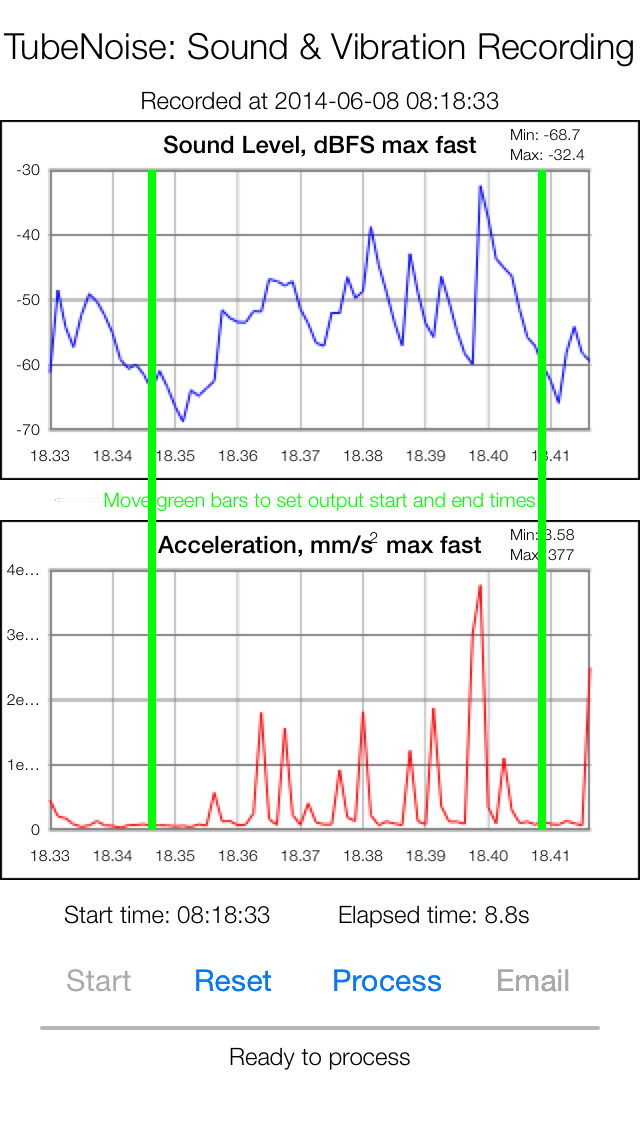 TubeNoise: Sound & Vibration Recording
Recorded at 2014-06-08 08:18:33
Sound Level, dBFS max fast
Min: -68.7
Max: -32.4
-30
-40
-50
-60
-70
18.33 18.34 18.35 18.36 18.37 18.38 18.39 18.40 18.41
Move green bars to set output start and end times
Acceleration, mm/s² max fast
Min: 3.58
Max: 377
4e...
3e...
2e...
1e...
0
18.33 18.34 18.35 18.36 18.37 18.38 18.39 18.40 18.41
Start time: 08:18:33 Elapsed time: 8.8s
Start Reset Process Email
Ready to process